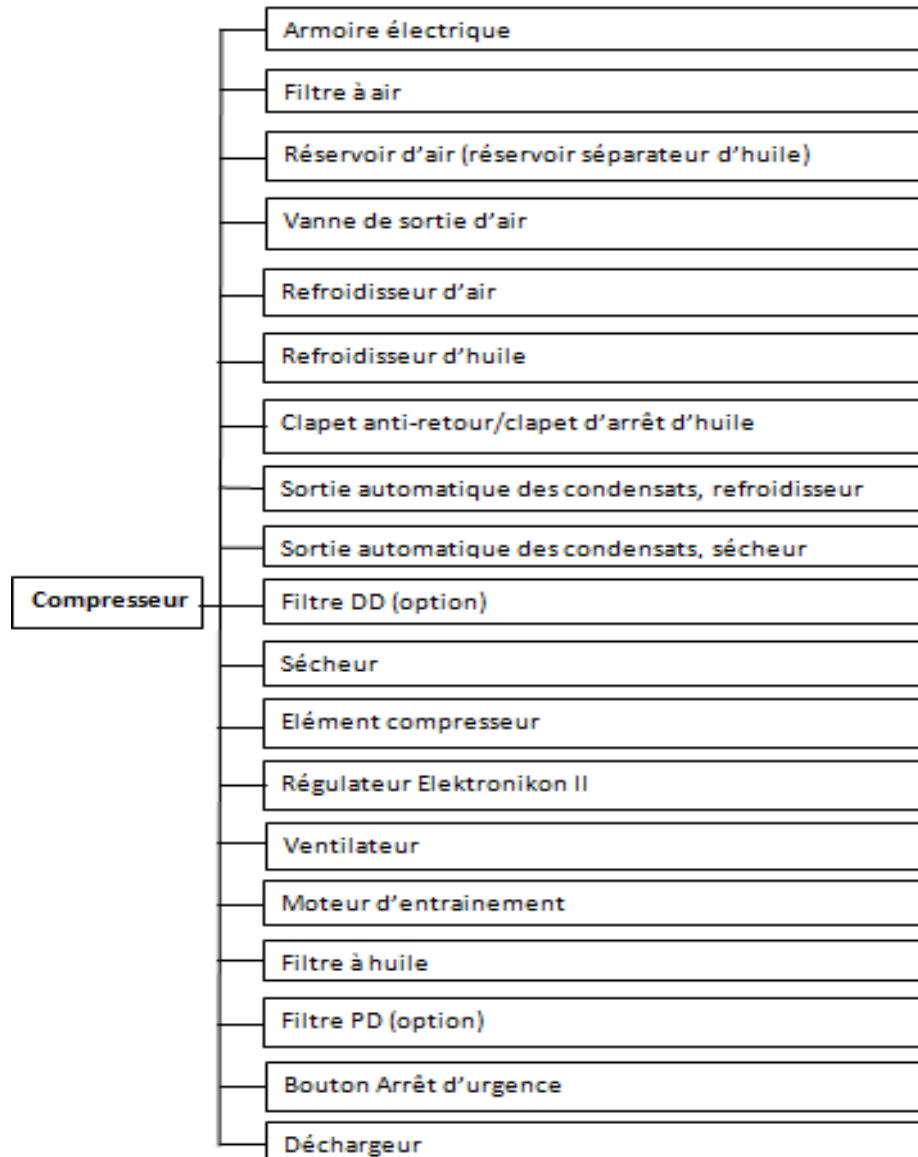 Armoire électrique
Filtre à air
Réservoir d'air (réservoir séparateur d'huile)
Vanne de sortie d'air
Refroidisseur d'air
Refroidisseur d'huile
Clapet anti-retour/clapet d'arrêt d'huile
Sortie automatique des condensats, refroidisseur
Sortie automatique des condensats, sécheur
Compresseur
Filtre DD (option)
Sécheur
Elément compresseur
Régulateur Elektronikon II
Ventilateur
Moteur d'entrainement
Filtre à huile
Filtre PD (option)
Bouton Arrêt d'urgence
Déchargeur